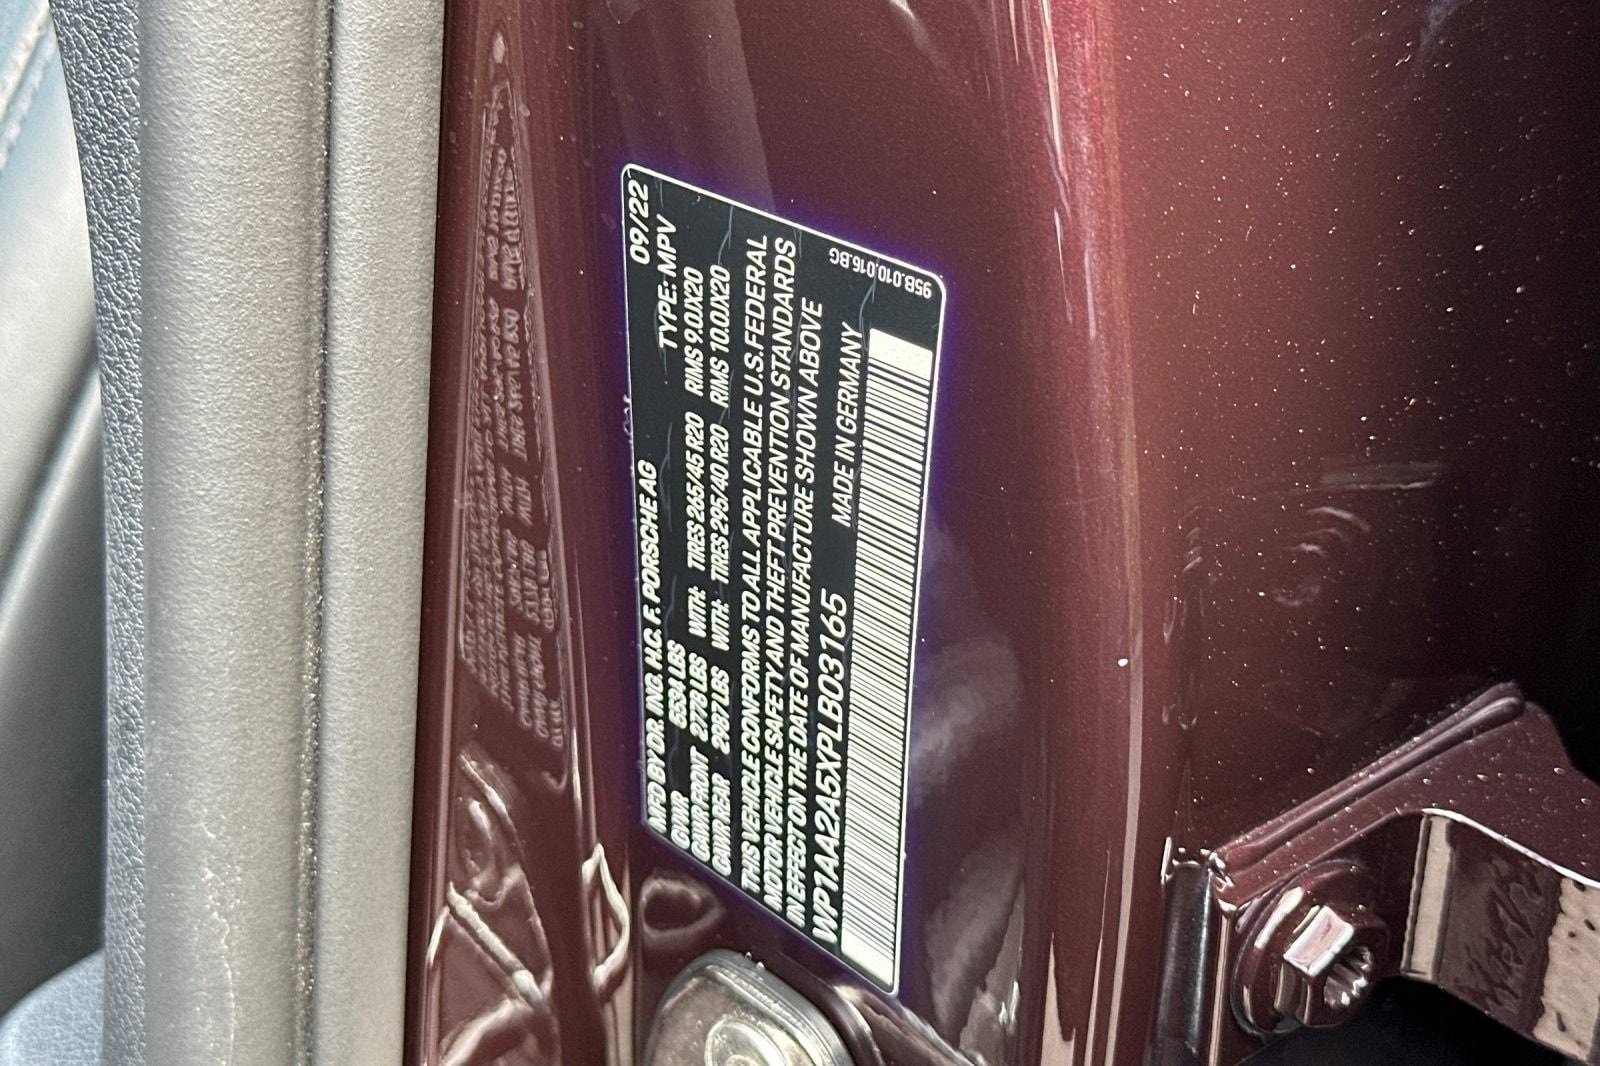 09/22
MFD BY DR. ING. H.C. F. PORSCHE AG TYPE: MPV
GVWR 6534 LBS
GAWR FRONT 2778 LBS WITH: TIRES 265/45 R20 RIMS 9.0JX20
GAWR REAR 2987 LBS WITH: TIRES 295/40 R20 RIMS 10.0JX20
THIS VEHICLE CONFORMS TO ALL APPLICABLE U.S. FEDERAL
MOTOR VEHICLE SAFETY AND THEFT PREVENTION STANDARDS
IN EFFECT ON THE DATE OF MANUFACTURE SHOWN ABOVE
WP1AA2A5XPLB03165 MADE IN GERMANY
95B.010.016.BG